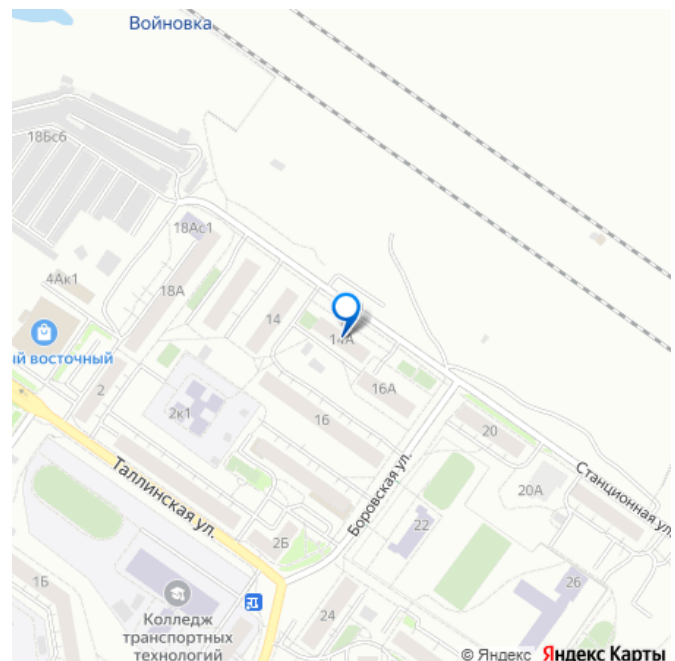 Войновка
18Бс6
18Ас1
4Ак1
18А
14
14А
ый восточный
16А
2
2к1
16
20
Таллинская ул.
Боровская ул.
Станционная ул.
20А
22
2Б
1Б
26
24
Колледж
транспортных
технологий
© Яндекс Яндекс Карты